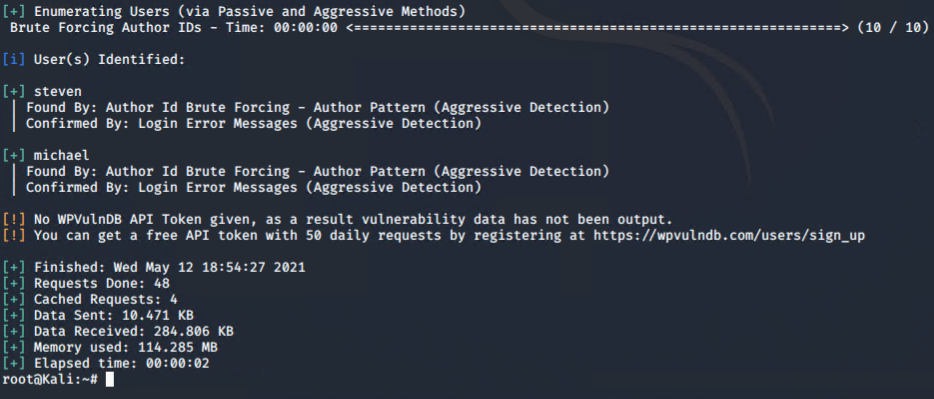 [+] Enumerating Users (via Passive and Aggressive Methods)
Brute Forcing Author IDs - Time: 00:00:00 <=============================================================> (10 / 10)
[i] User(s) Identified:
[+] steven
| Found By: Author Id Brute Forcing - Author Pattern (Aggressive Detection)
| Confirmed By: Login Error Messages (Aggressive Detection)
[+] michael
| Found By: Author Id Brute Forcing - Author Pattern (Aggressive Detection)
| Confirmed By: Login Error Messages (Aggressive Detection)
[!] No WPVulnDB API Token given, as a result vulnerability data has not been output.
[!] You can get a free API token with 50 daily requests by registering at https://wpvulndb.com/users/sign_up
[+] Finished: Wed May 12 18:54:27 2021
[+] Requests Done: 48
[+] Cached Requests: 4
[+] Data Sent: 10.471 KB
[+] Data Received: 284.806 KB
[+] Memory used: 114.285 MB
[+] Elapsed time: 00:00:02
root@Kali:~#